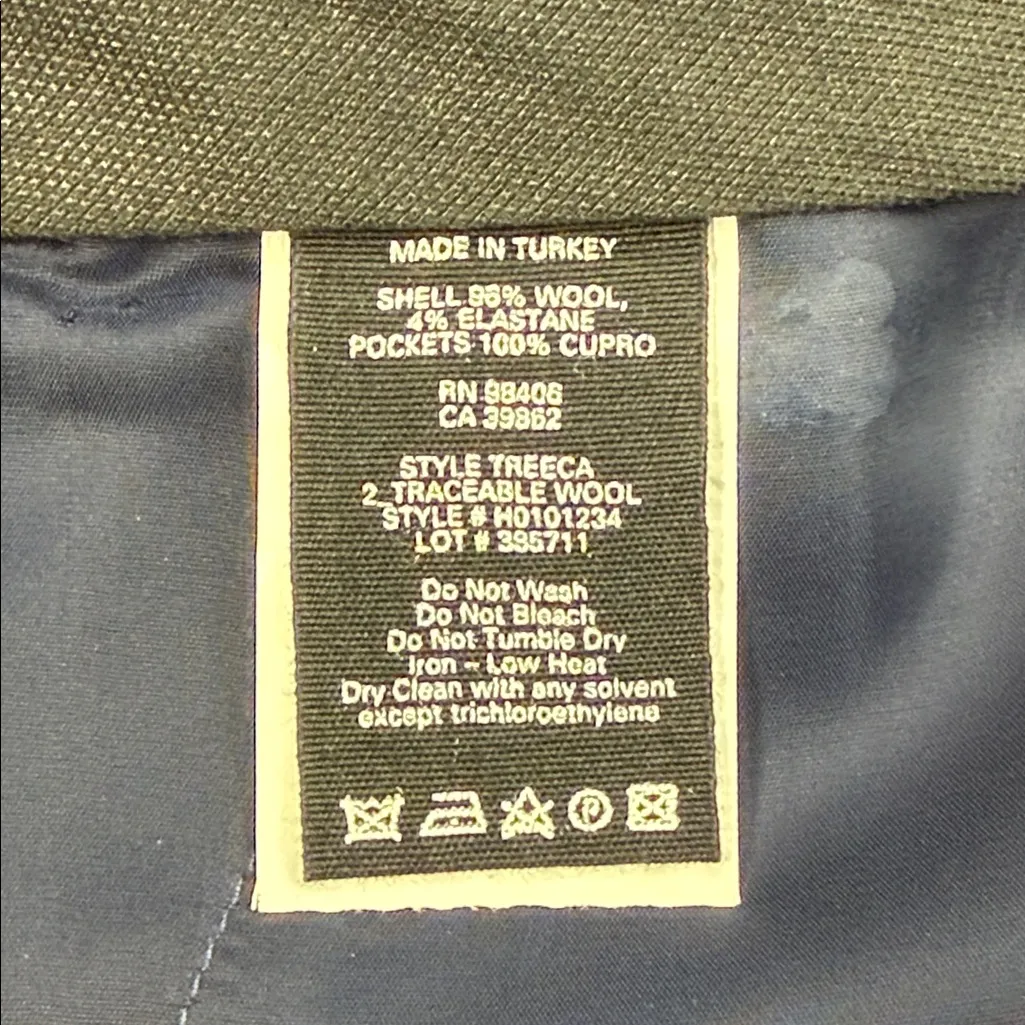 MADE IN TURKEY
SHELL 96% WOOL,
4% ELASTANE
POCKETS 100% CUPRO
RN 98406
CA 39862
STYLE TREECA
2_TRACEABLE WOOL
STYLE # H0101234
LOT # 395711
Do Not Wash
Do Not Bleach
Do Not Tumble Dry
Iron - Low Heat
Dry Clean with any solvent
except trichloroethylene
P